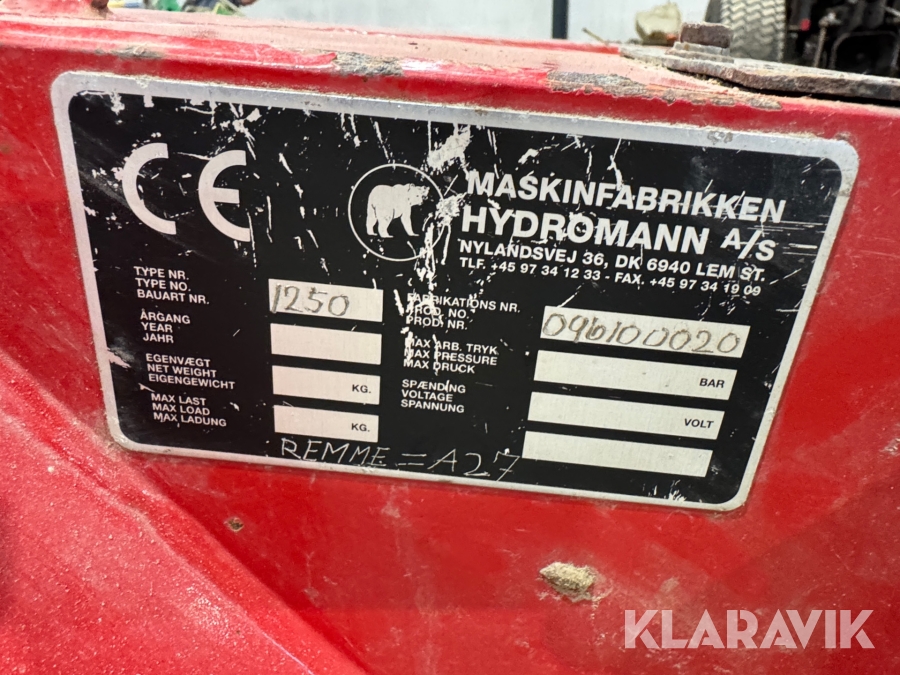 CE
MASKINFABRIKKEN
HYDROMANN A/S
NYLANDSVEJ 36, DK 6940 LEM ST.
TLF. +45 97 34 12 33 - FAX. +45 97 34 19 09
TYPE NR.
TYPE NO.
BAUART NR.
1250
FABRIKATIONS NR.
PROD. NO.
PROD. NR.
096100020
ÅRGANG
YEAR
JAHR
MAX ARB. TRYK
MAX PRESSURE
MAX DRUCK
BAR
EGENVÆGT
NET WEIGHT
EIGENGEWICHT
KG.
SPÆNDING
VOLTAGE
SPANNUNG
VOLT
MAX LAST
MAX LOAD
MAX LADUNG
KG.
REMME = A27
KLARAVIK